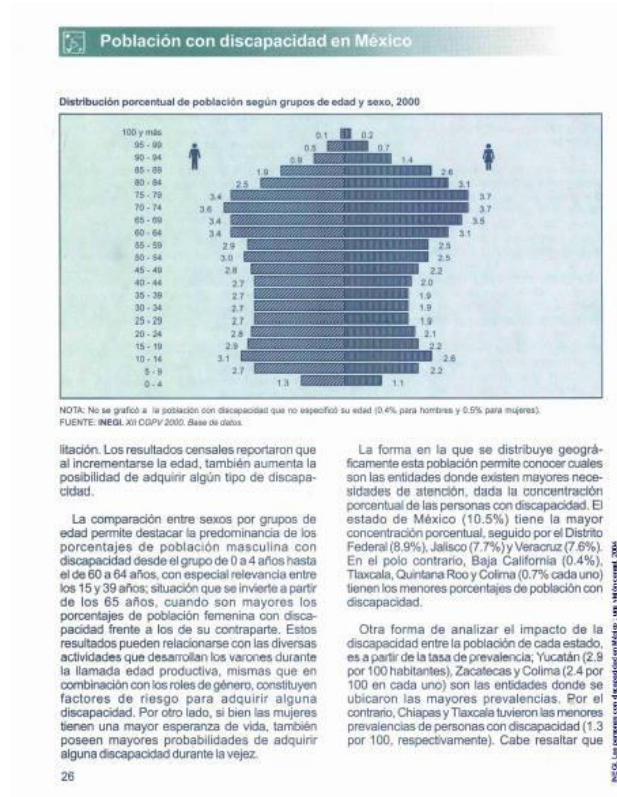 Población con discapacidad en México
Distribución porcentual de población según grupos de edad y sexo, 2000
100 y más 0.1 0.2
95 - 99 0.5 0.7
90 - 94 0.9 1.4
85 - 89 1.9 2.6
80 - 84 2.5 3.1
75 - 79 3.4 3.7
70 - 74 3.6 3.7
65 - 69 3.4 3.5
60 - 64 3.4 3.1
55 - 59 2.9 2.5
50 - 54 3.0 2.5
45 - 49 2.8 2.2
40 - 44 2.7 2.0
35 - 39 2.7 1.9
30 - 34 2.7 1.9
25 - 29 2.7 1.9
20 - 24 2.8 2.1
15 - 19 2.9 2.2
10 - 14 3.1 2.6
5 - 9 2.7 2.2
0 - 4 1.3 1.1
NOTA: No se graficó a la población con discapacidad que no especificó su edad (0.4% para hombres y 0.5% para mujeres).
FUENTE: INEGI. XII CGPV 2000. Base de datos.
litación. Los resultados censales reportaron que
al incrementarse la edad, también aumenta la
posibilidad de adquirir algún tipo de discapa-
cidad.
La comparación entre sexos por grupos de
edad permite destacar la predominancia de los
porcentajes de población masculina con
discapacidad desde el grupo de 0 a 4 años hasta
el de 60 a 64 años, con especial relevancia entre
los 15 y 39 años; situación que se invierte a partir
de los 65 años, cuando son mayores los
porcentajes de población femenina con disca-
pacidad frente a los de su contraparte. Estos
resultados pueden relacionarse con las diversas
actividades que desarrollan los varones durante
la llamada edad productiva, mismas que en
combinación con los roles de género, constituyen
factores de riesgo para adquirir alguna
discapacidad. Por otro lado, si bien las mujeres
tienen una mayor esperanza de vida, también
poseen mayores probabilidades de adquirir
alguna discapacidad durante la vejez.
26
La forma en la que se distribuye geográ-
ficamente esta población permite conocer cuales
son las entidades donde existen mayores nece-
sidades de atención, dada la concentración
porcentual de las personas con discapacidad. El
estado de México (10.5%) tiene la mayor
concentración porcentual, seguido por el Distrito
Federal (8.9%), Jalisco (7.7%) y Veracruz (7.6%).
En el polo contrario, Baja California (0.4%),
Tlaxcala, Quintana Roo y Colima (0.7% cada uno)
tienen los menores porcentajes de población con
discapacidad.
Otra forma de analizar el impacto de la
discapacidad entre la población de cada estado,
es a partir de la tasa de prevalencia; Yucatán (2.9
por 100 habitantes), Zacatecas y Colima (2.4 por
100 en cada uno) son las entidades donde se
ubicaron las mayores prevalencias. Por el
contrario, Chiapas y Tlaxcala tuvieron las menores
prevalencias de personas con discapacidad (1.3
por 100, respectivamente). Cabe resaltar que
INEGI. Las personas con discapacidad en México : una visión censal. 2004